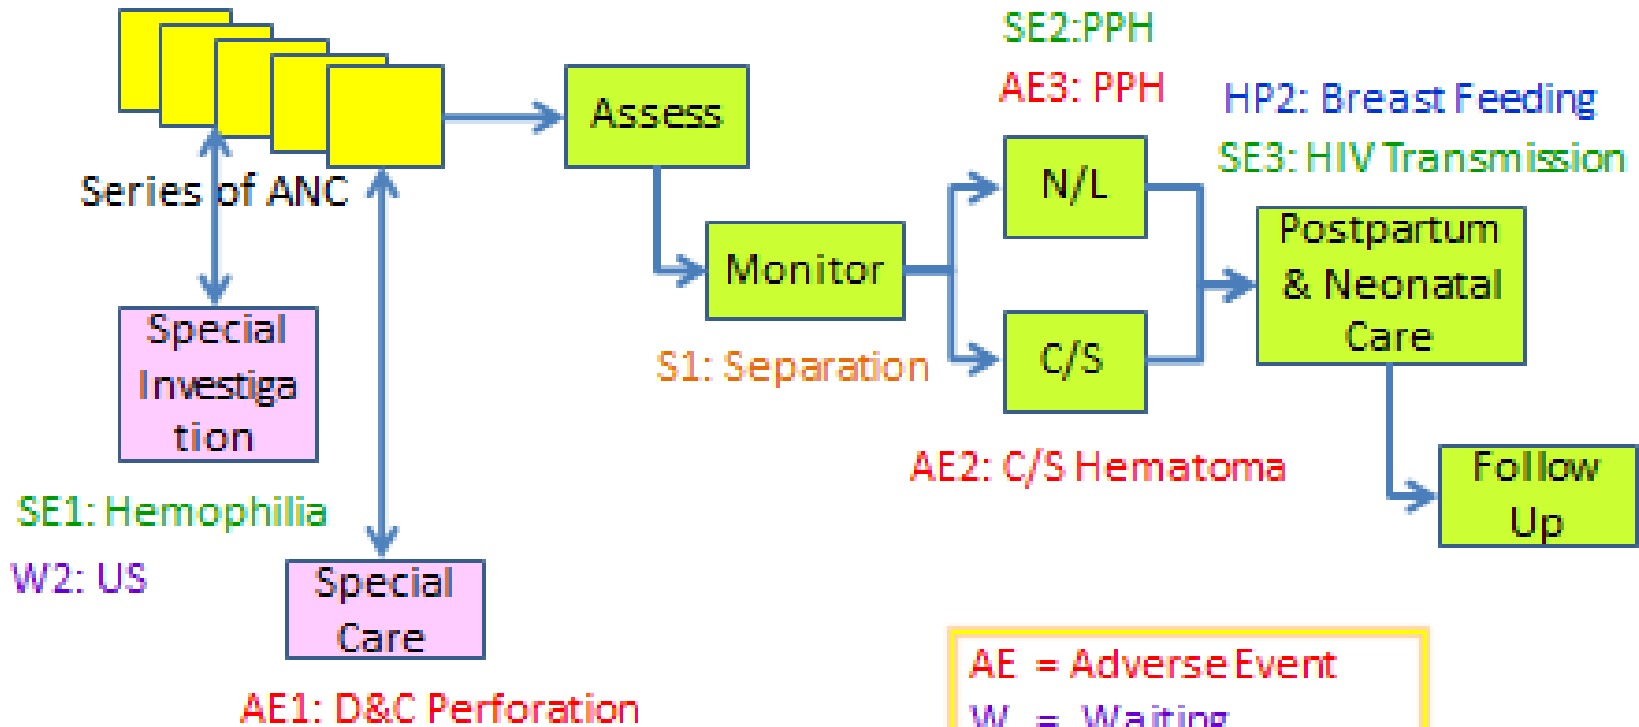 SE2:PPH
AE3: PPH
HP2: Breast Feeding
SE3: HIV Transmission
Assess
Series of ANC
N/L
Monitor
Postpartum
& Neonatal
Care
Special
Investiga
tion
S1: Separation
C/S
AE2: C/S Hematoma
Follow
Up
SE1: Hemophilia
W2: US
Special
Care
AE1: D&C Perforation
AE = Adverse Event
W = Waiting